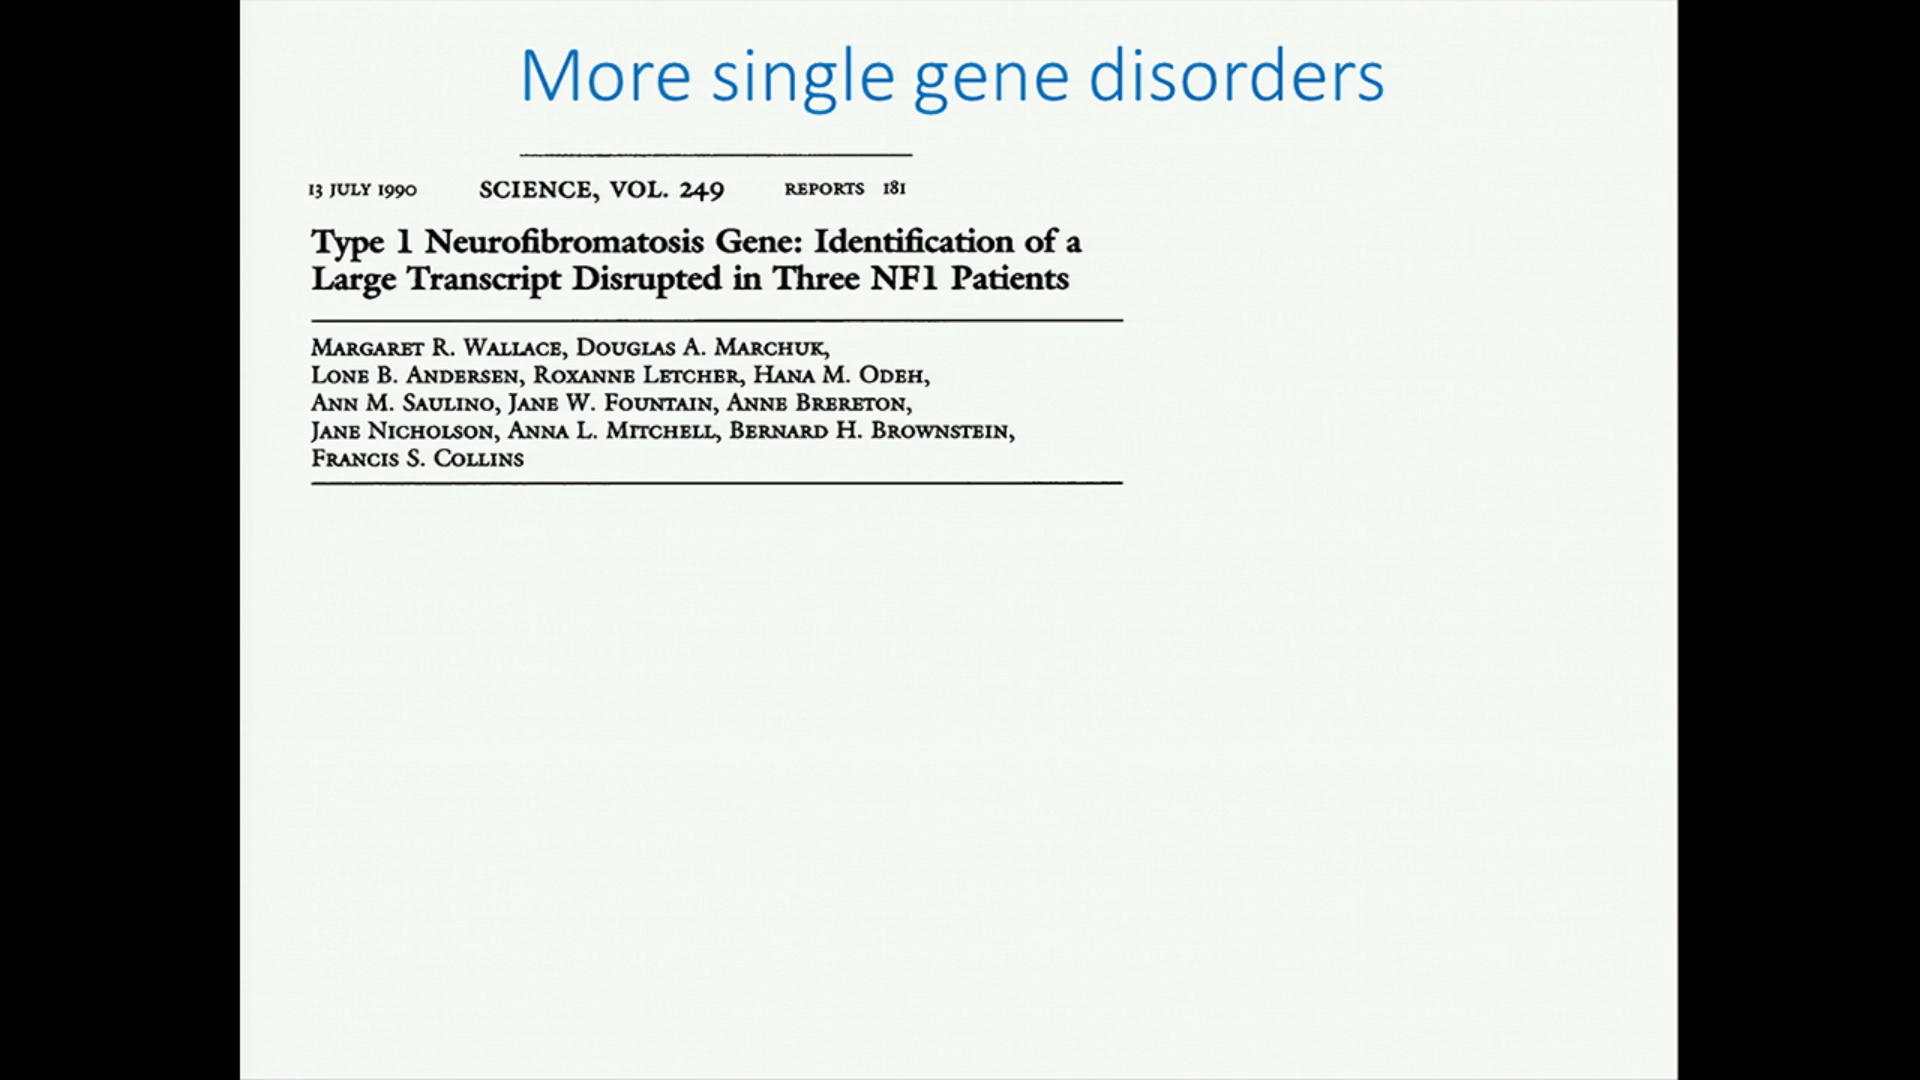 More single gene disorders
13 JULY 1990 SCIENCE, VOL. 249 REPORTS 181
Type 1 Neurofibromatosis Gene: Identification of a
Large Transcript Disrupted in Three NF1 Patients
MARGARET R. WALLACE, DOUGLAS A. MARCHUK,
LONE B. ANDERSEN, ROXANNE LETCHER, HANA M. ODEH,
ANN M. SAULINO, JANE W. FOUNTAIN, ANNE BRERETON,
JANE NICHOLSON, ANNA L. MITCHELL, BERNARD H. BROWNSTEIN,
FRANCIS S. COLLINS